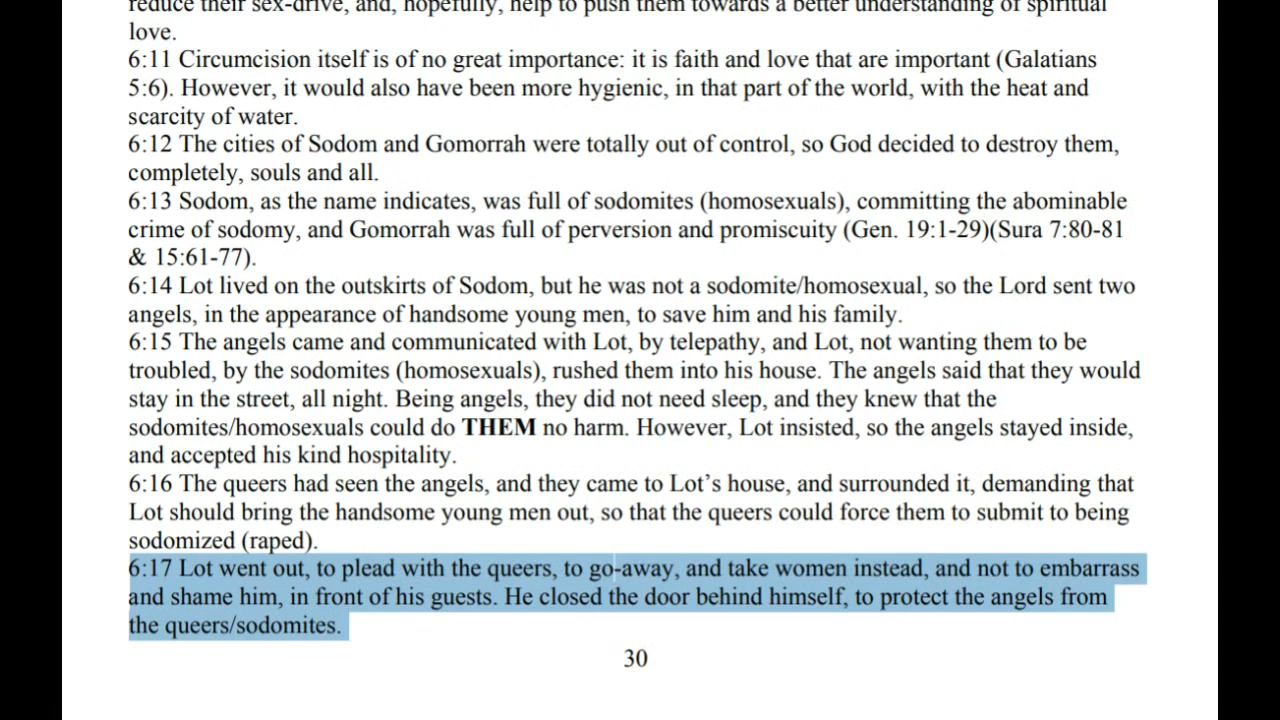 reduce their sex-drive, and, hopefully, help to push them towards a better understanding of spiritual
love.
6:11 Circumcision itself is of no great importance: it is faith and love that are important (Galatians
5:6). However, it would also have been more hygienic, in that part of the world, with the heat and
scarcity of water.
6:12 The cities of Sodom and Gomorrah were totally out of control, so God decided to destroy them,
completely, souls and all.
6:13 Sodom, as the name indicates, was full of sodomites (homosexuals), committing the abominable
crime of sodomy, and Gomorrah was full of perversion and promiscuity (Gen. 19:1-29)(Sura 7:80-81
& 15:61-77).
6:14 Lot lived on the outskirts of Sodom, but he was not a sodomite/homosexual, so the Lord sent two
angels, in the appearance of handsome young men, to save him and his family.
6:15 The angels came and communicated with Lot, by telepathy, and Lot, not wanting them to be
troubled, by the sodomites (homosexuals), rushed them into his house. The angels said that they would
stay in the street, all night. Being angels, they did not need sleep, and they knew that the
sodomites/homosexuals could do THEM no harm. However, Lot insisted, so the angels stayed inside,
and accepted his kind hospitality.
6:16 The queers had seen the angels, and they came to Lot’s house, and surrounded it, demanding that
Lot should bring the handsome young men out, so that the queers could force them to submit to being
sodomized (raped).
6:17 Lot went out, to plead with the queers, to go-away, and take women instead, and not to embarrass
and shame him, in front of his guests. He closed the door behind himself, to protect the angels from
the queers/sodomites.
30